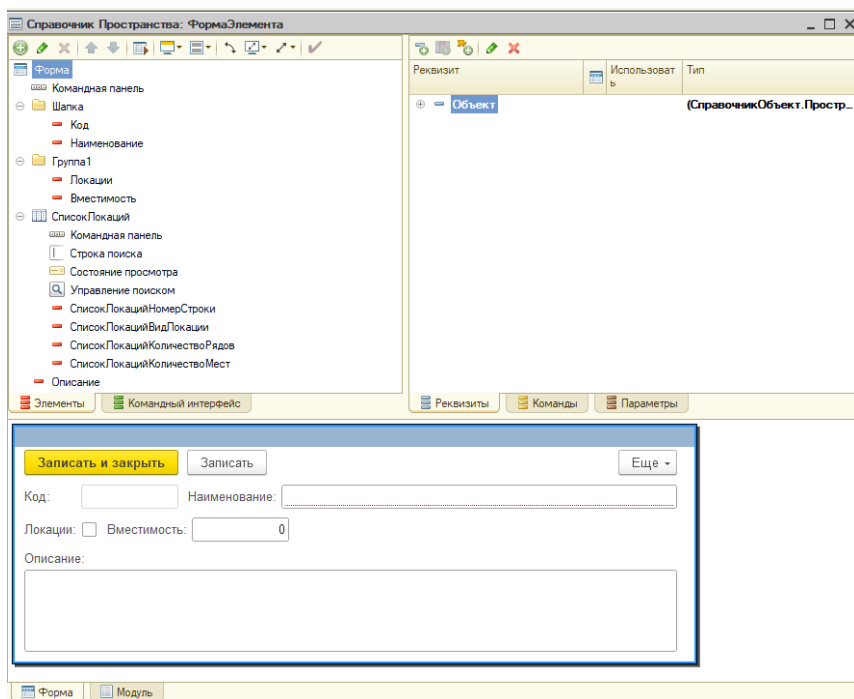 Справочник Пространства: ФормаЭлемента
Форма
Командная панель
Шапка
Код
Наименование
Группа1
Локации
Вместимость
СписокЛокаций
Командная панель
Строка поиска
Состояние просмотра
Управление поиском
СписокЛокацийНомерСтроки
СписокЛокацийВидЛокации
СписокЛокацийКоличествоРядов
СписокЛокацийКоличествоМест
Описание
Элементы Командный интерфейс
Реквизит Использоват
ь Тип
Объект (СправочникОбъект.Простр...
Реквизиты Команды Параметры
Записать и закрыть Записать Еще
Код: Наименование:
Локации: Вместимость: 0
Описание:
Форма Модуль